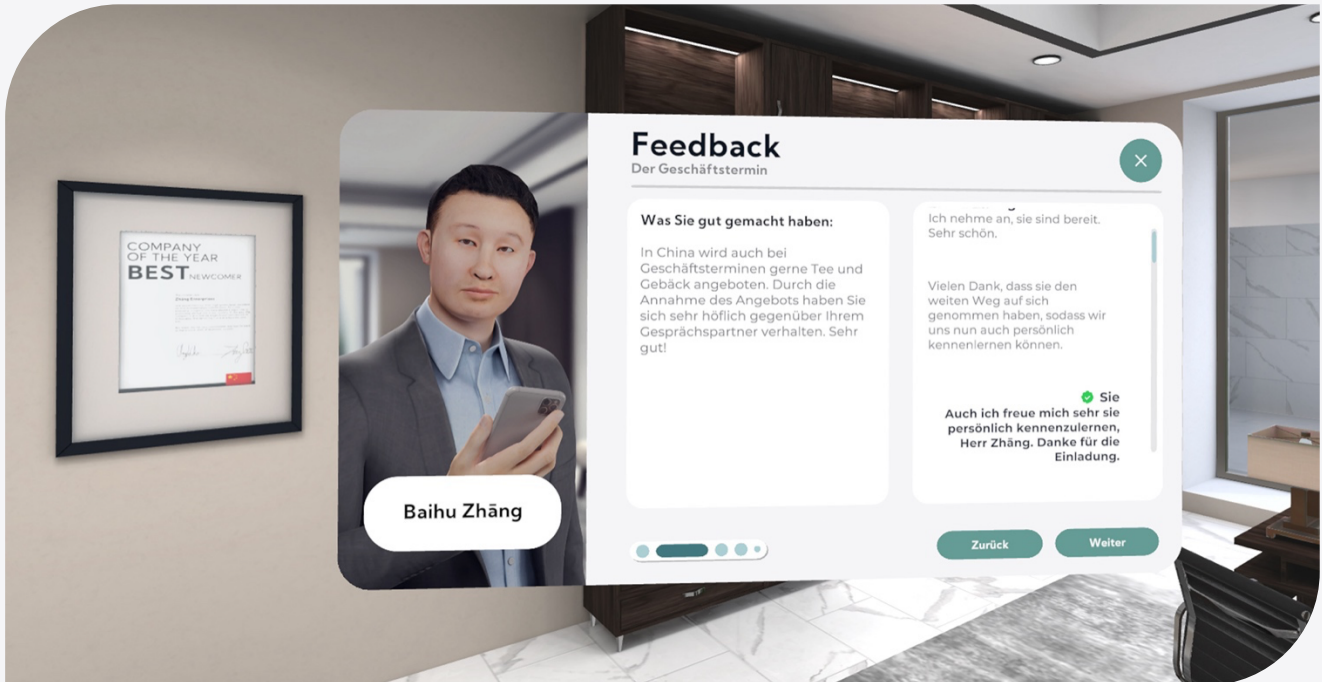 COMPANY
OF THE YEAR
BEST NEWCOMER
Zhang Enterprises
Baihu Zhāng
Feedback
Der Geschäftstermin
Was Sie gut gemacht haben:
In China wird auch bei
Geschäftsterminen gerne Tee und
Gebäck angeboten. Durch die
Annahme des Angebots haben Sie
sich sehr höflich gegenüber Ihrem
Gesprächspartner verhalten. Sehr
gut!
Ich nehme an, sie sind bereit.
Sehr schön.
Vielen Dank, dass sie den
weiten Weg auf sich
genommen haben, sodass wir
uns nun auch persönlich
kennenlernen können.
Sie
Auch ich freue mich sehr sie
persönlich kennenzulernen,
Herr Zhāng. Danke für die
Einladung.
Zurück
Weiter